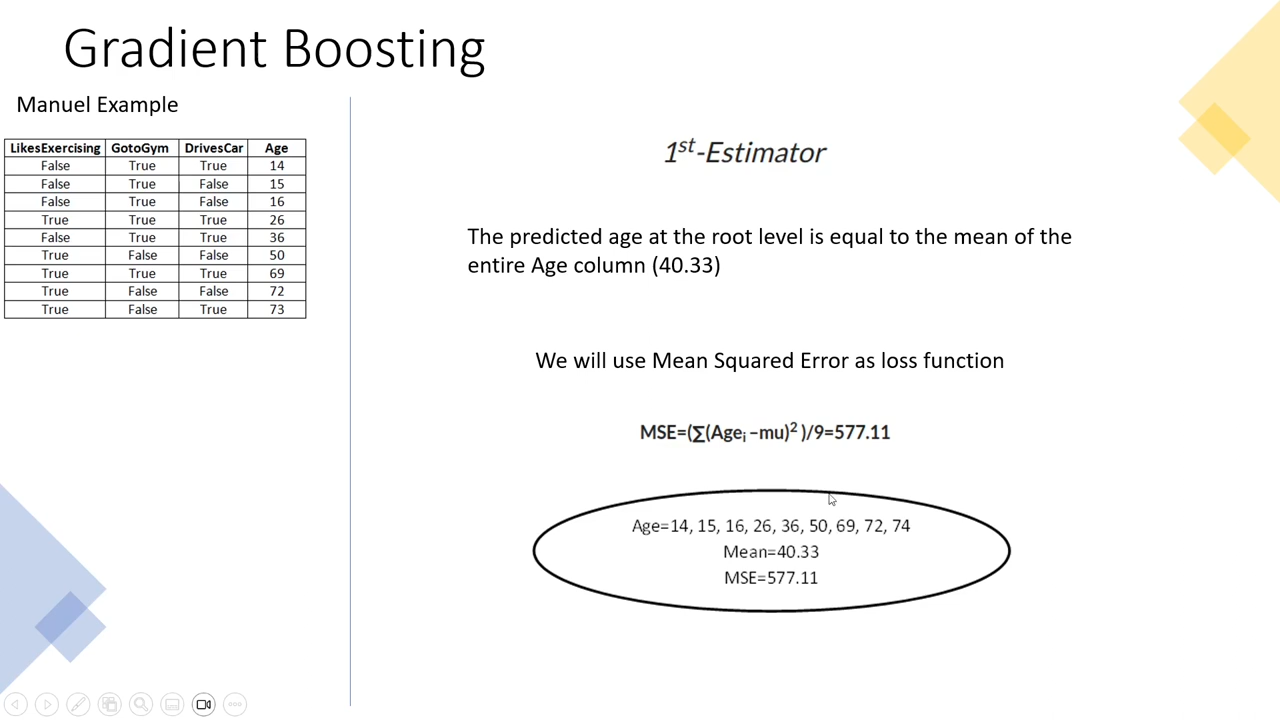 Gradient Boosting
Manuel Example
LikesExercising GotoGym DrivesCar Age
False True True 14
False True False 15
False True False 16
True True True 26
False True True 36
True False False 50
True True True 69
True False False 72
True False True 73
1st-Estimator
The predicted age at the root level is equal to the mean of the
entire Age column (40.33)
We will use Mean Squared Error as loss function
MSE=(∑(Ageᵢ –mu)² )/9=577.11
Age=14, 15, 16, 26, 36, 50, 69, 72, 74
Mean=40.33
MSE=577.11